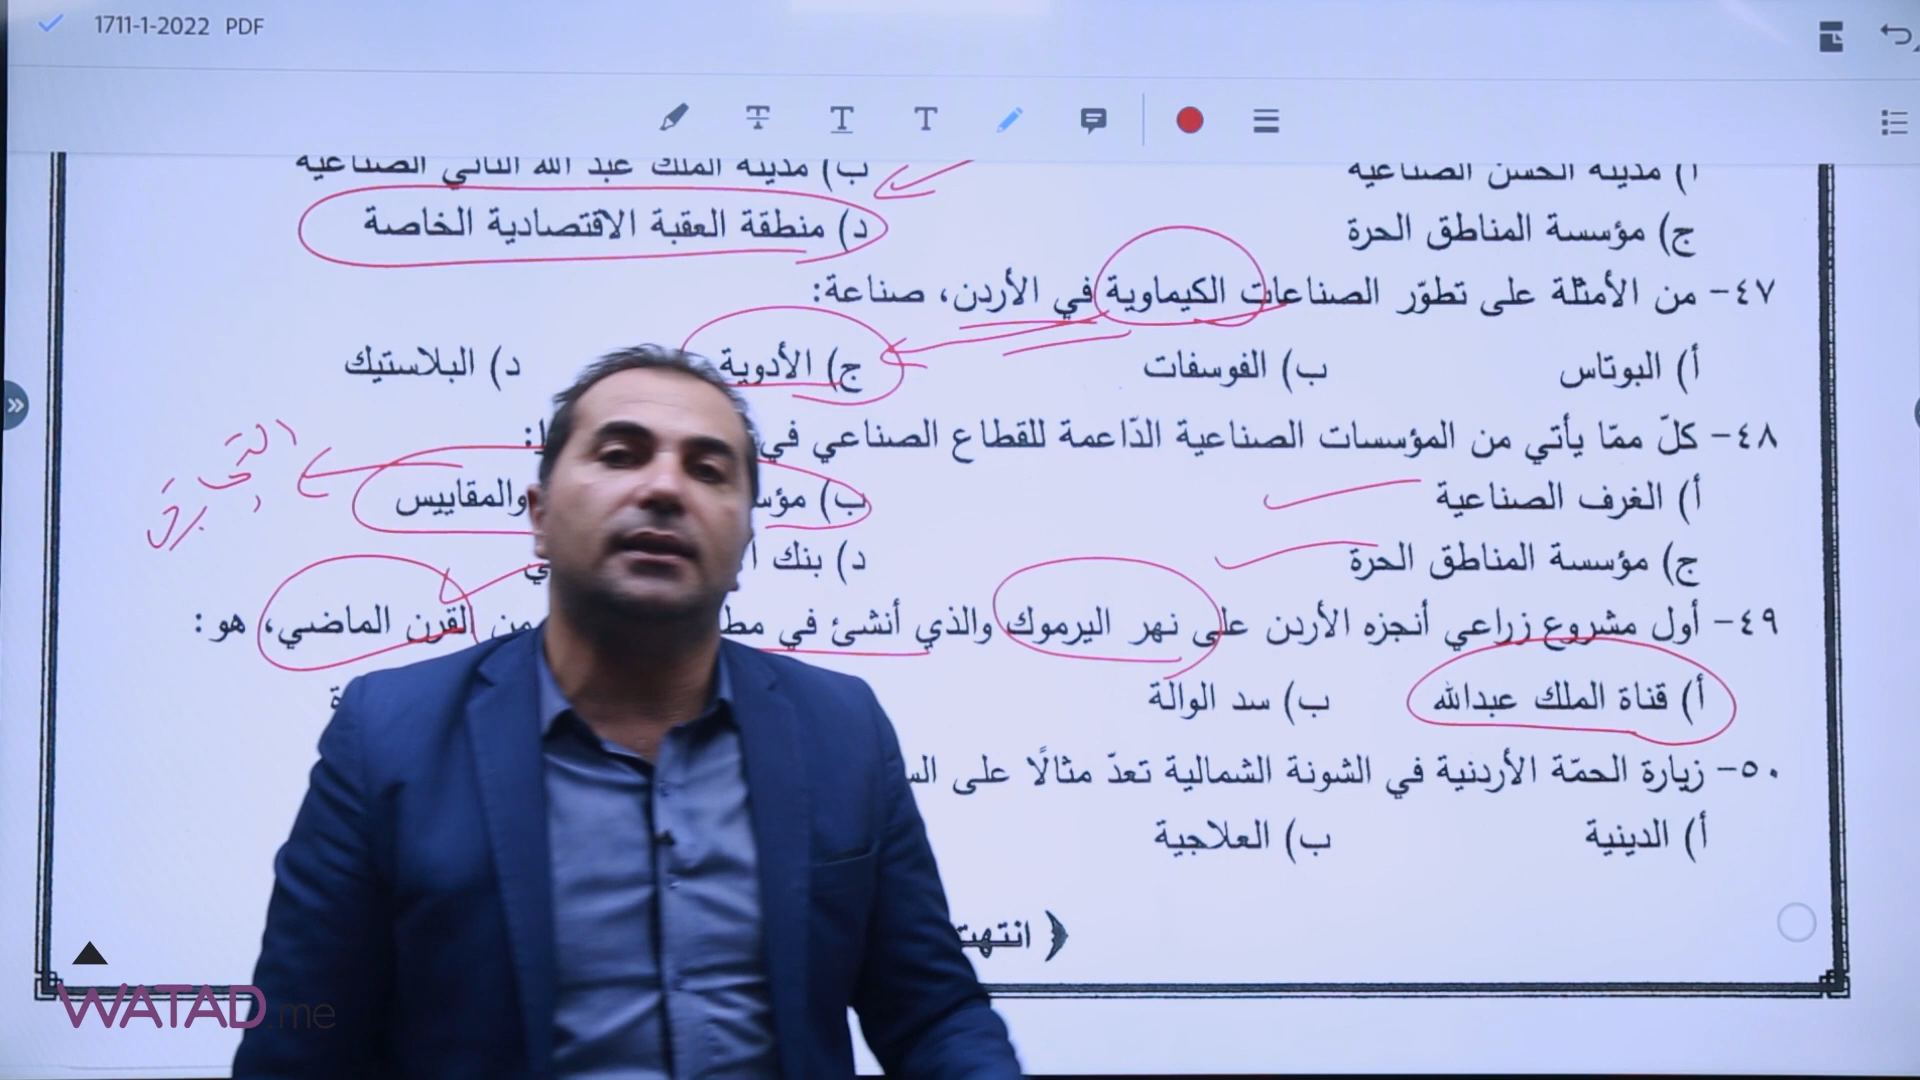 1711-1-2022 PDF
أ) مدينة الحسن الصناعية ب) مدينة الملك عبد الله الثاني الصناعية
ج) مؤسسة المناطق الحرة د) منطقة العقبة الاقتصادية الخاصة
٤٧- من الأمثلة على تطوّر الصناعات الكيماوية في الأردن، صناعة:
أ) البوتاس ب) الفوسفات ج) الأدوية د) البلاستيك
٤٨- كلّ ممّا يأتي من المؤسسات الصناعية الدّاعمة للقطاع الصناعي في
أ) الغرف الصناعية ب) والمقاييس
ج) مؤسسة المناطق الحرة د) بنك
٤٩- أول مشروع زراعي أنجزه الأردن على نهر اليرموك والذي أنشئ في من القرن الماضي، هو:
أ) قناة الملك عبدالله ب) سد الوالة
٥٠- زيارة الحمّة الأردنية في الشونة الشمالية تعدّ مثالًا على
أ) الدينية ب) العلاجية
﴿ انتهت
WATAD.me